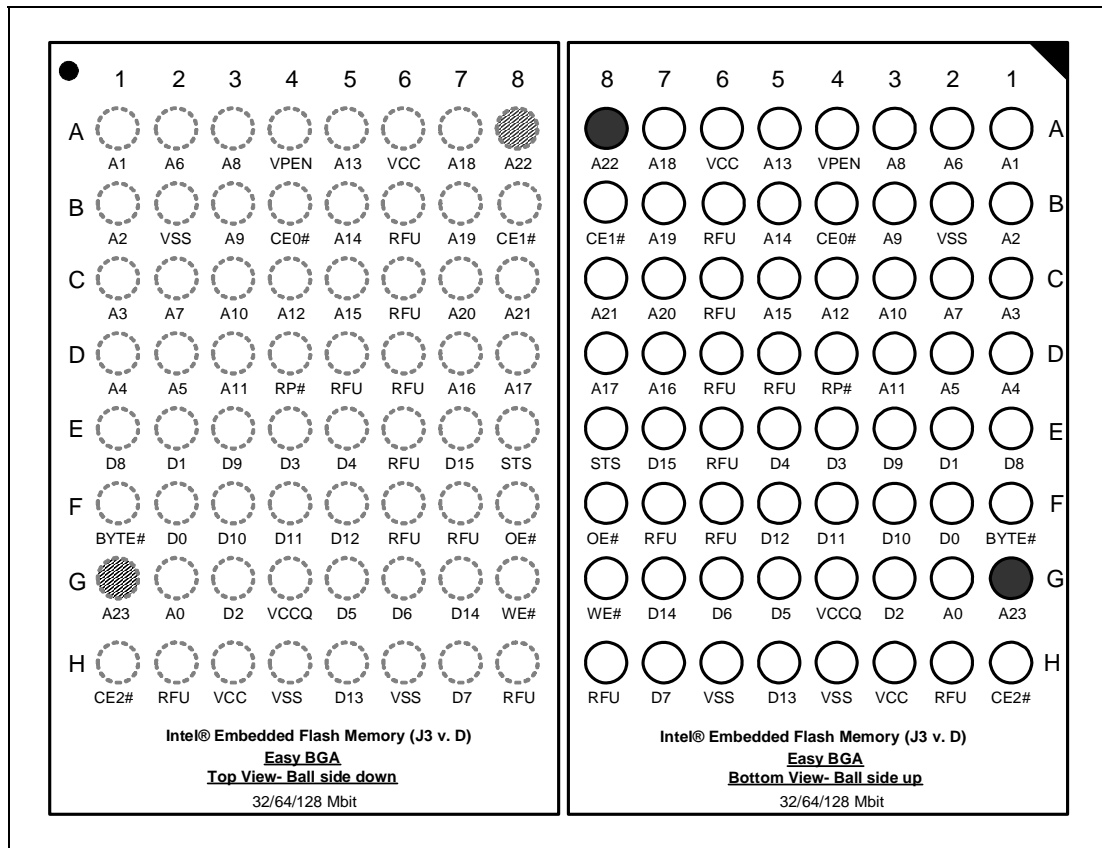 1 2 3 4 5 6 7 8
A
A1 A6 A8 VPEN A13 VCC A18 A22
B
A2 VSS A9 CE0# A14 RFU A19 CE1#
C
A3 A7 A10 A12 A15 RFU A20 A21
D
A4 A5 A11 RP# RFU RFU A16 A17
E
D8 D1 D9 D3 D4 RFU D15 STS
F
BYTE# D0 D10 D11 D12 RFU RFU OE#
G
A23 A0 D2 VCCQ D5 D6 D14 WE#
H
CE2# RFU VCC VSS D13 VSS D7 RFU
Intel® Embedded Flash Memory (J3 v. D)
Easy BGA
Top View- Ball side down
32/64/128 Mbit
8 7 6 5 4 3 2 1
A
A22 A18 VCC A13 VPEN A8 A6 A1
B
CE1# A19 RFU A14 CE0# A9 VSS A2
C
A21 A20 RFU A15 A12 A10 A7 A3
D
A17 A16 RFU RFU RP# A11 A5 A4
E
STS D15 RFU D4 D3 D9 D1 D8
F
OE# RFU RFU D12 D11 D10 D0 BYTE#
G
WE# D14 D6 D5 VCCQ D2 A0 A23
H
RFU D7 VSS D13 VSS VCC RFU CE2#
Intel® Embedded Flash Memory (J3 v. D)
Easy BGA
Bottom View- Ball side up
32/64/128 Mbit